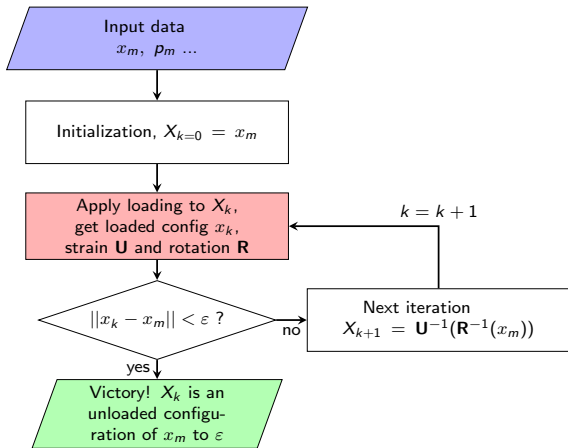 Input data
x_m, p_m ...
Initialization, X_{k=0} = x_m
Apply loading to X_k,
get loaded config x_k,
strain U and rotation R
k = k + 1
||x_k − x_m|| < ε ?
no
Next iteration
X_{k+1} = U^{−1}(R^{−1}(x_m))
yes
Victory! X_k is an
unloaded configu-
ration of x_m to ε